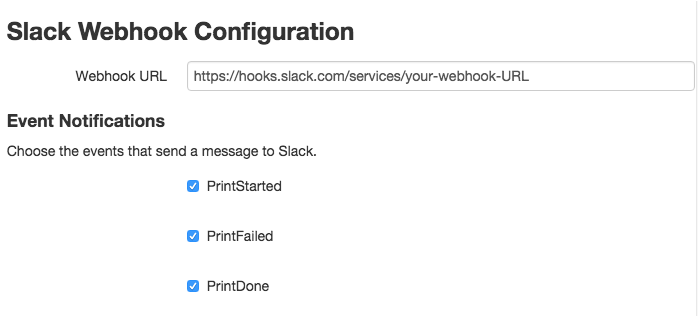 Slack Webhook Configuration
Webhook URL https://hooks.slack.com/services/your-webhook-URL
Event Notifications
Choose the events that send a message to Slack.
PrintStarted
PrintFailed
PrintDone